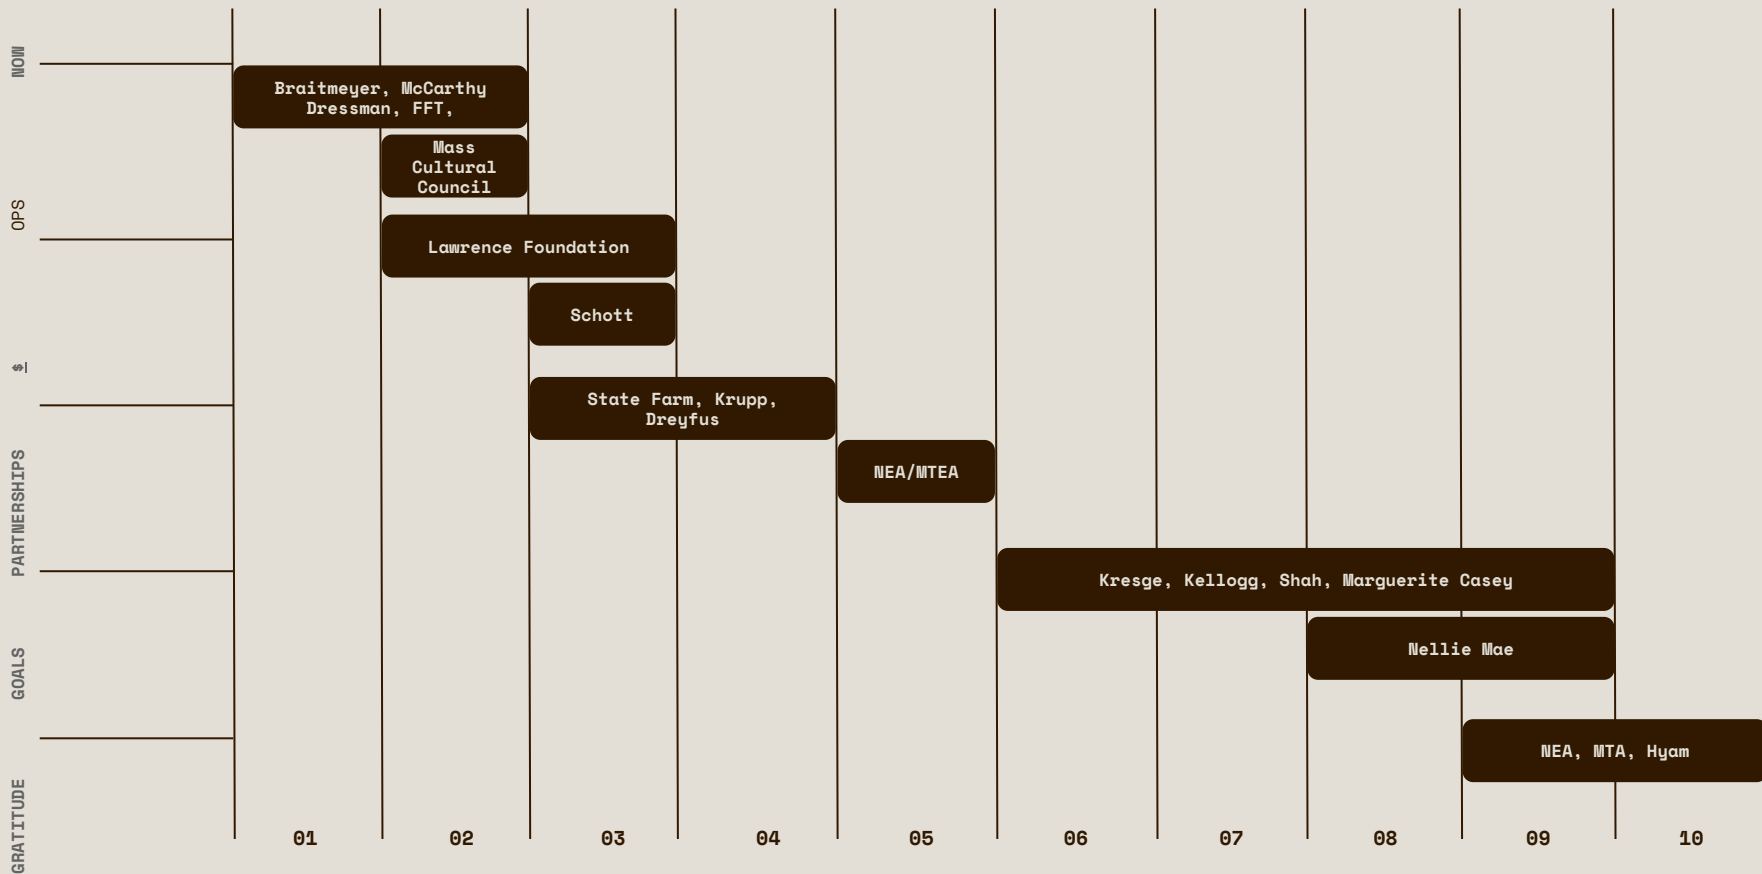 NOW
Braitmeyer, McCarthy
Dressman, FFT,
Mass
Cultural
Council
OPS
Lawrence Foundation
Schott
$
State Farm, Krupp,
Dreyfus
NEA/MTEA
PARTNERSHIPS
Kresge, Kellogg, Shah, Marguerite Casey
GOALS
Nellie Mae
NEA, MTA, Hyam
GRATITUDE
01 02 03 04 05 06 07 08 09 10